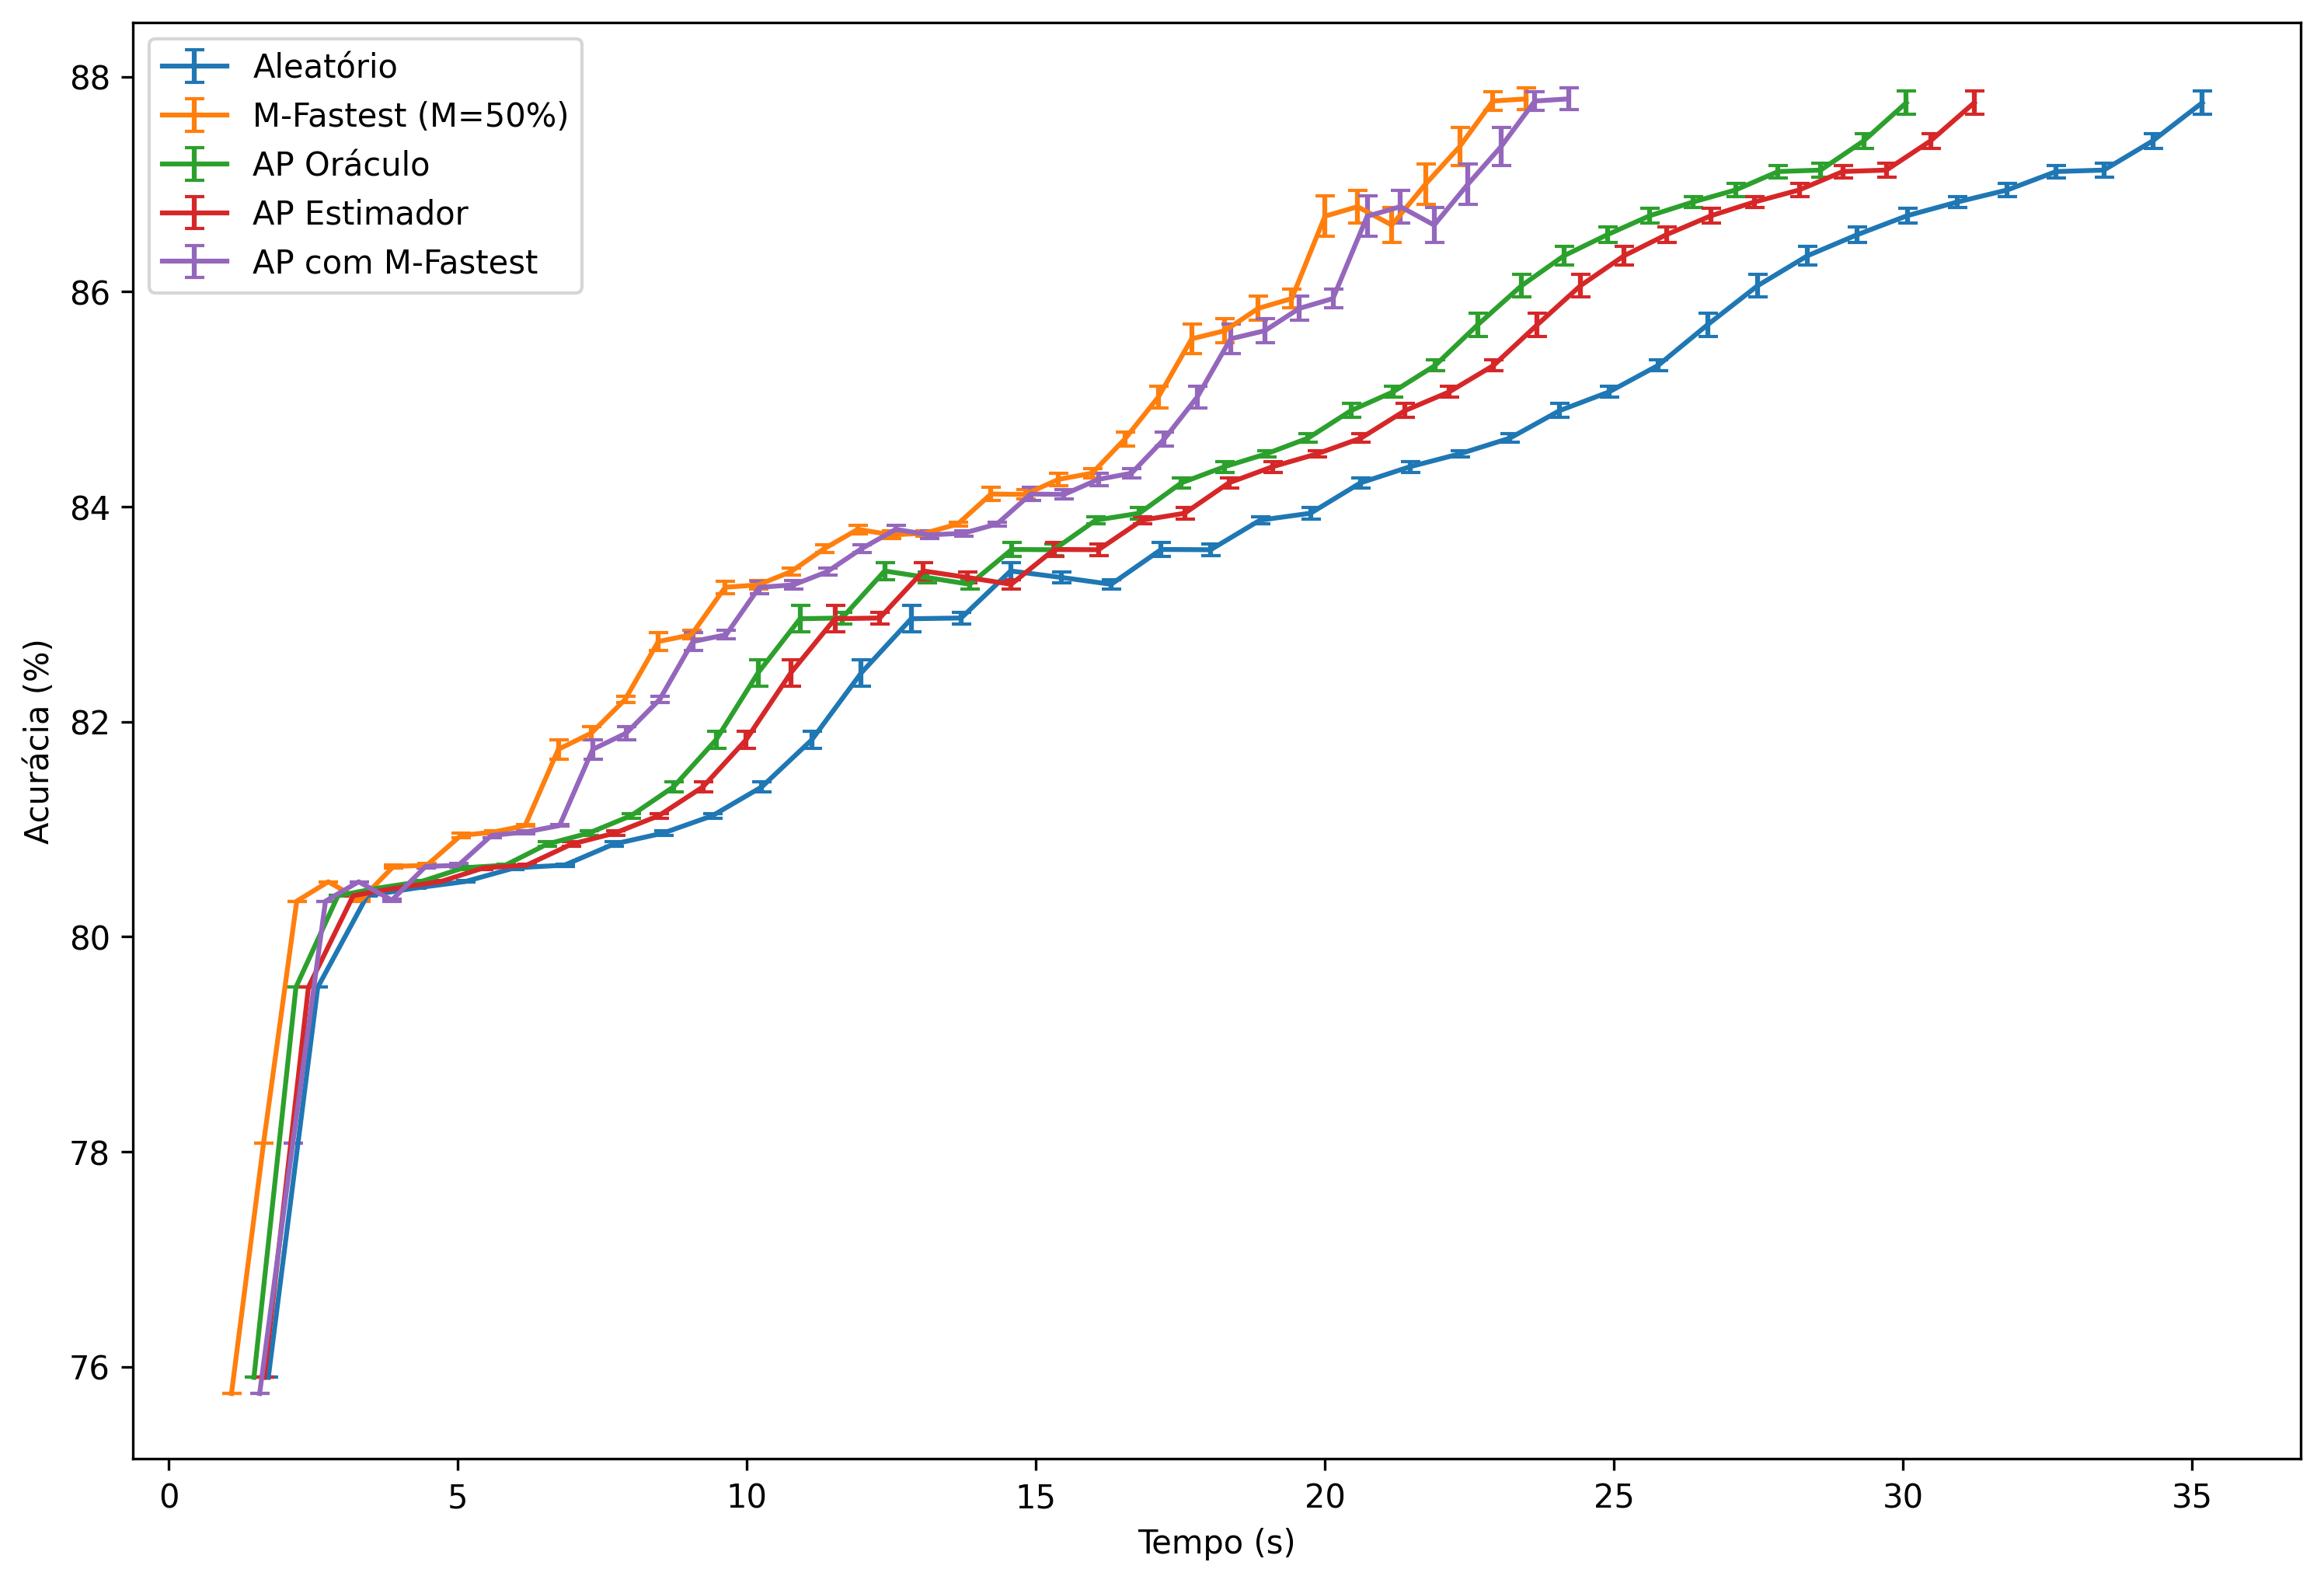 Aleatório
M-Fastest (M=50%)
AP Oráculo
AP Estimador
AP com M-Fastest
88
86
84
82
80
78
76
Acurácia (%)
0 5 10 15 20 25 30 35
Tempo (s)